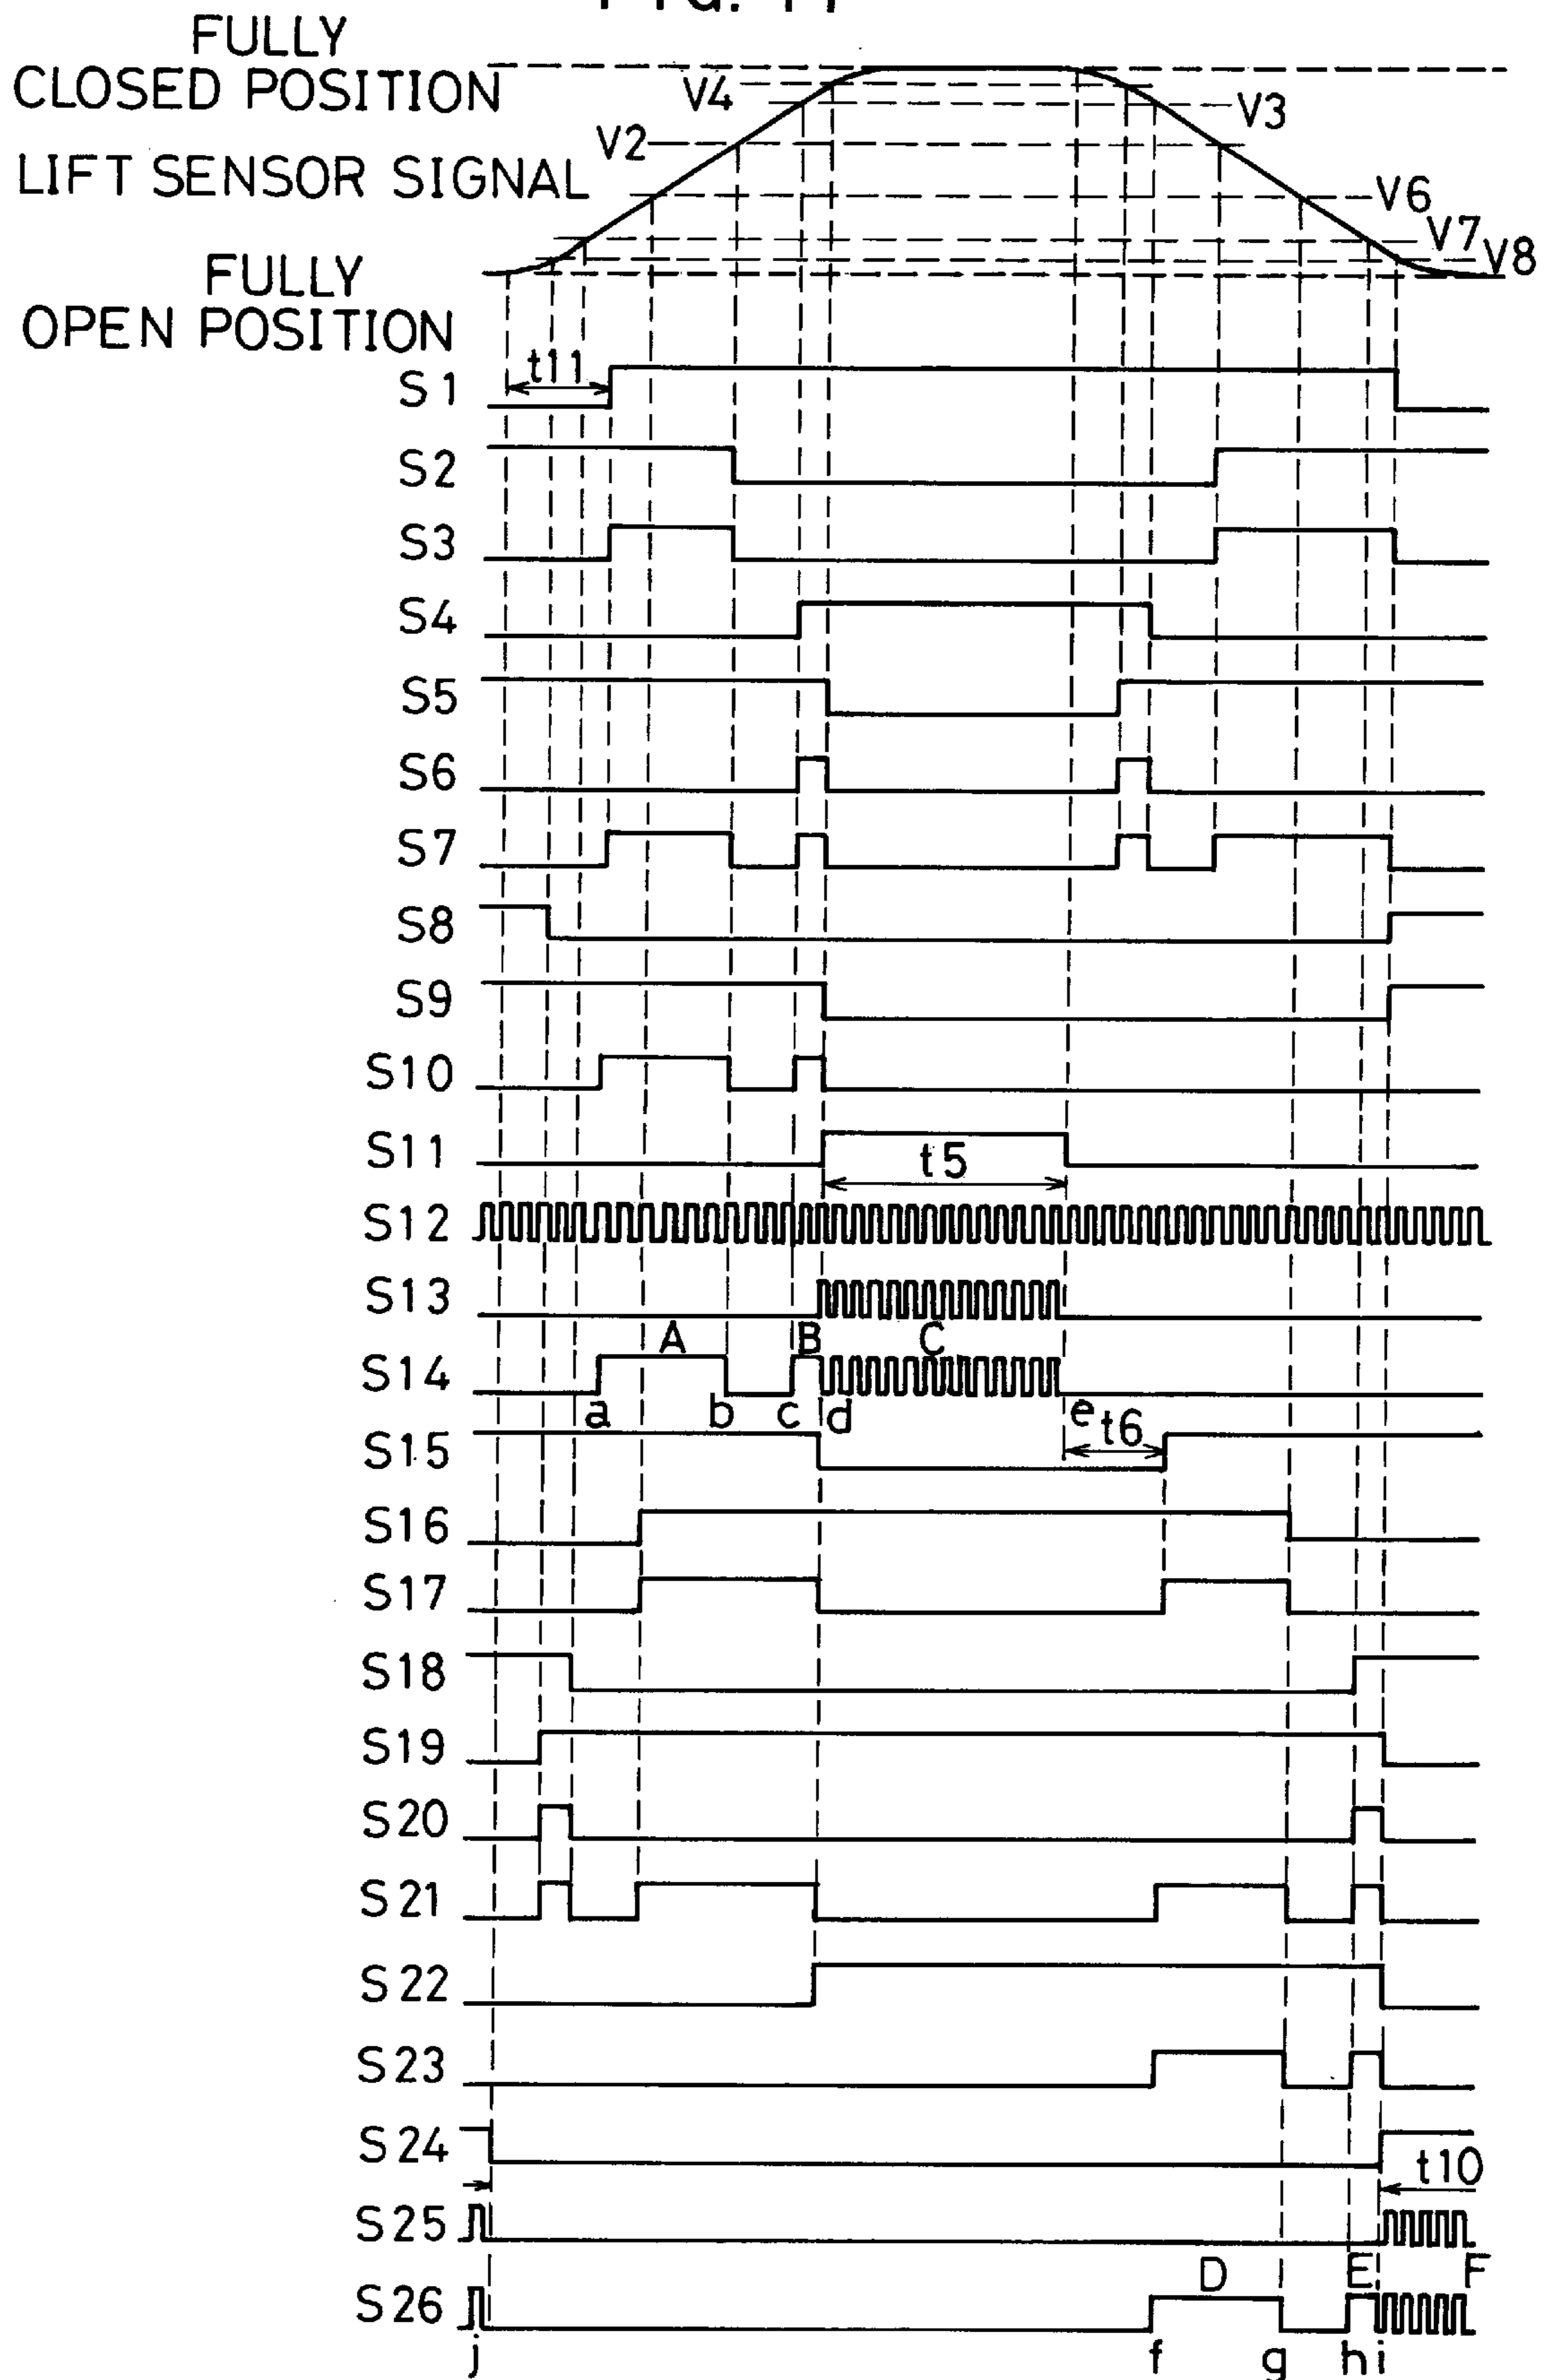 FIG. 11
FULLY
CLOSED POSITION
V4
V3
V2
LIFT SENSOR SIGNAL
V6
V7
V8
FULLY
OPEN POSITION
t11
S1
S2
S3
S4
S5
S6
S7
S8
S9
S10
S11
t5
S12
S13
A B C
S14
a b c d e
t6
S15
S16
S17
S18
S19
S20
S21
S22
S23
S24
t10
S25
D E F
S26
j f g h i